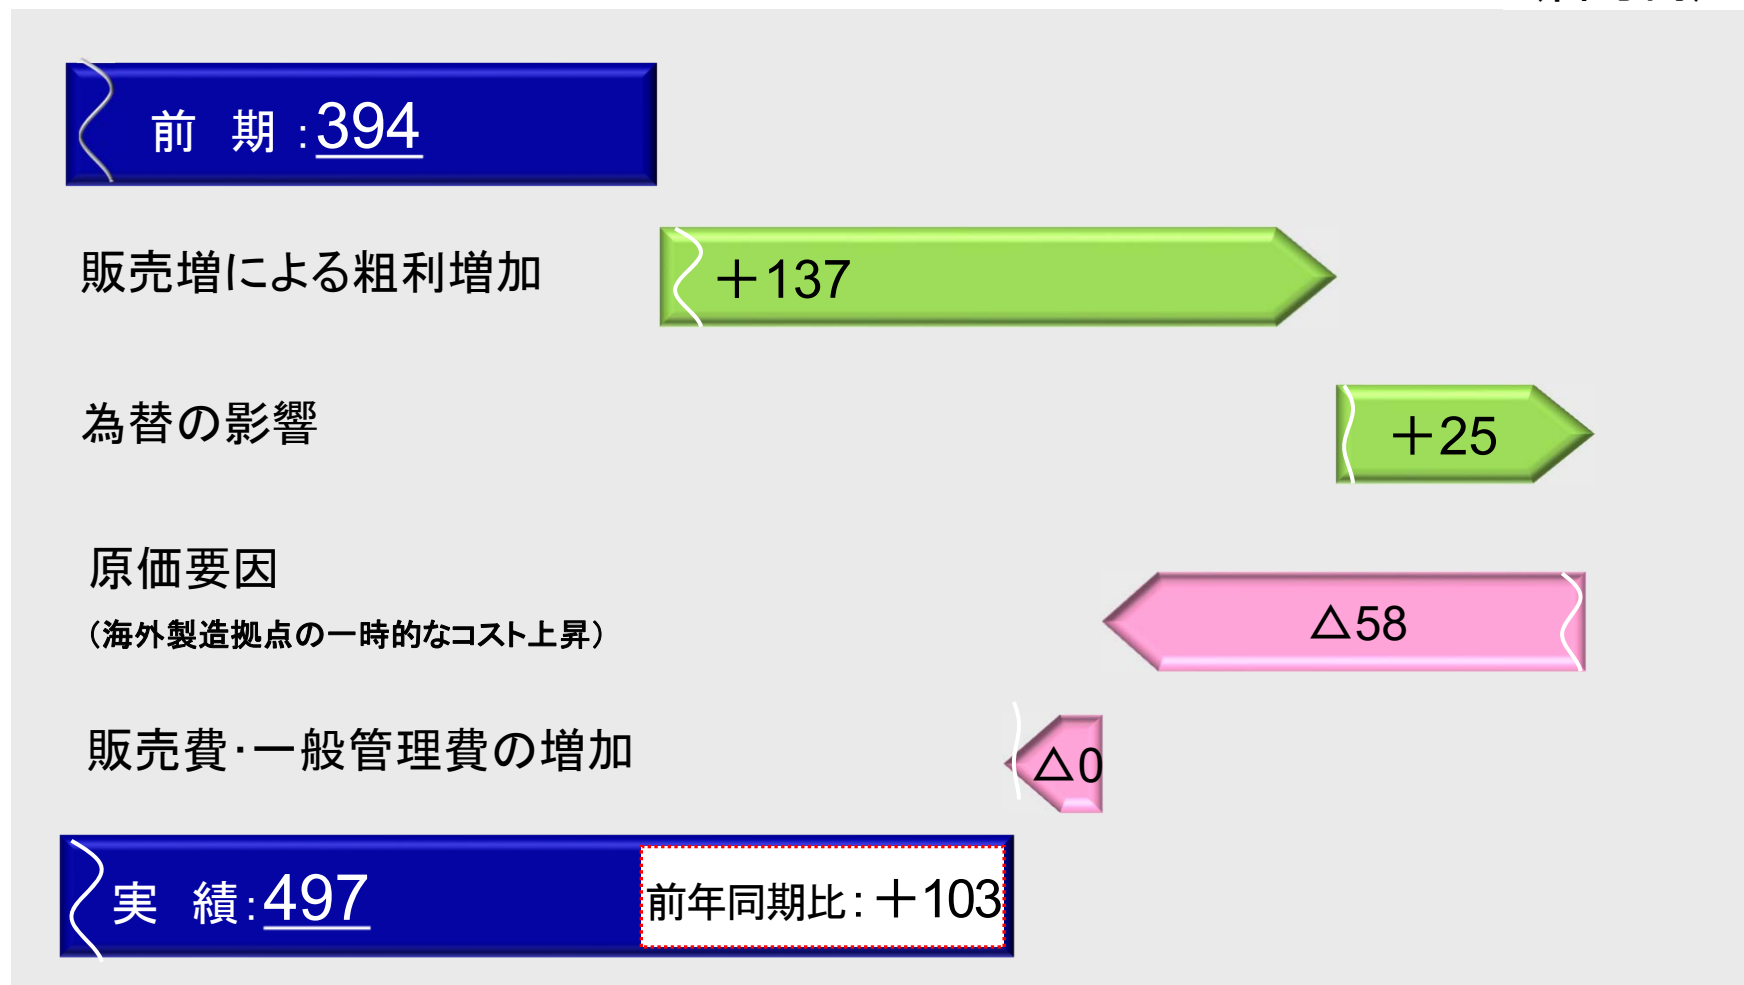 前　期：394
販売増による粗利増加
＋137
為替の影響
＋25
原価要因
（海外製造拠点の一時的なコスト上昇）
△58
販売費・一般管理費の増加
△0
実　績：497
前年同期比：＋103